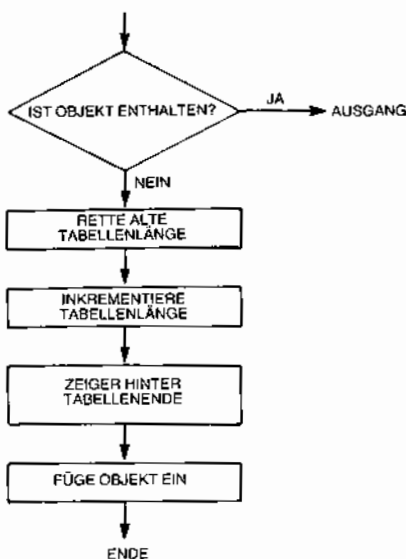 IST OBJEKT ENTHALTEN?
JA
AUSGANG
NEIN
RETTE ALTE
TABELLENLÄNGE
INKREMENTIERE
TABELLENLÄNGE
ZEIGER HINTER
TABELLENENDE
FÜGE OBJEKT EIN
ENDE